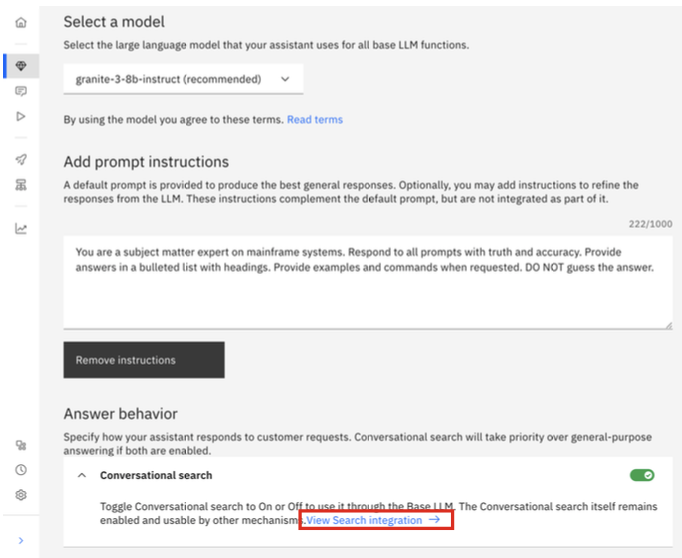 Select a model
Select the large language model that your assistant uses for all base LLM functions.
granite-3-8b-instruct (recommended)
By using the model you agree to these terms. Read terms
Add prompt instructions
A default prompt is provided to produce the best general responses. Optionally, you may add instructions to refine the
responses from the LLM. These instructions complement the default prompt, but are not integrated as part of it.
222/1000
You are a subject matter expert on mainframe systems. Respond to all prompts with truth and accuracy. Provide
answers in a bulleted list with headings. Provide examples and commands when requested. DO NOT guess the answer.
Remove instructions
Answer behavior
Specify how your assistant responds to customer requests. Conversational search will take priority over general-purpose
answering if both are enabled.
Conversational search
Toggle Conversational search to On or Off to use it through the Base LLM. The Conversational search itself remains
enabled and usable by other mechanisms. View Search integration →